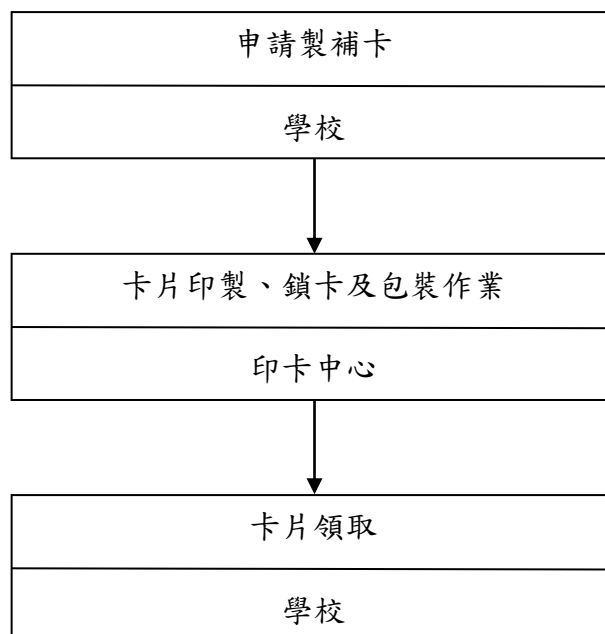 申請製補卡
學校
卡片印製、鎖卡及包裝作業
印卡中心
卡片領取
學校